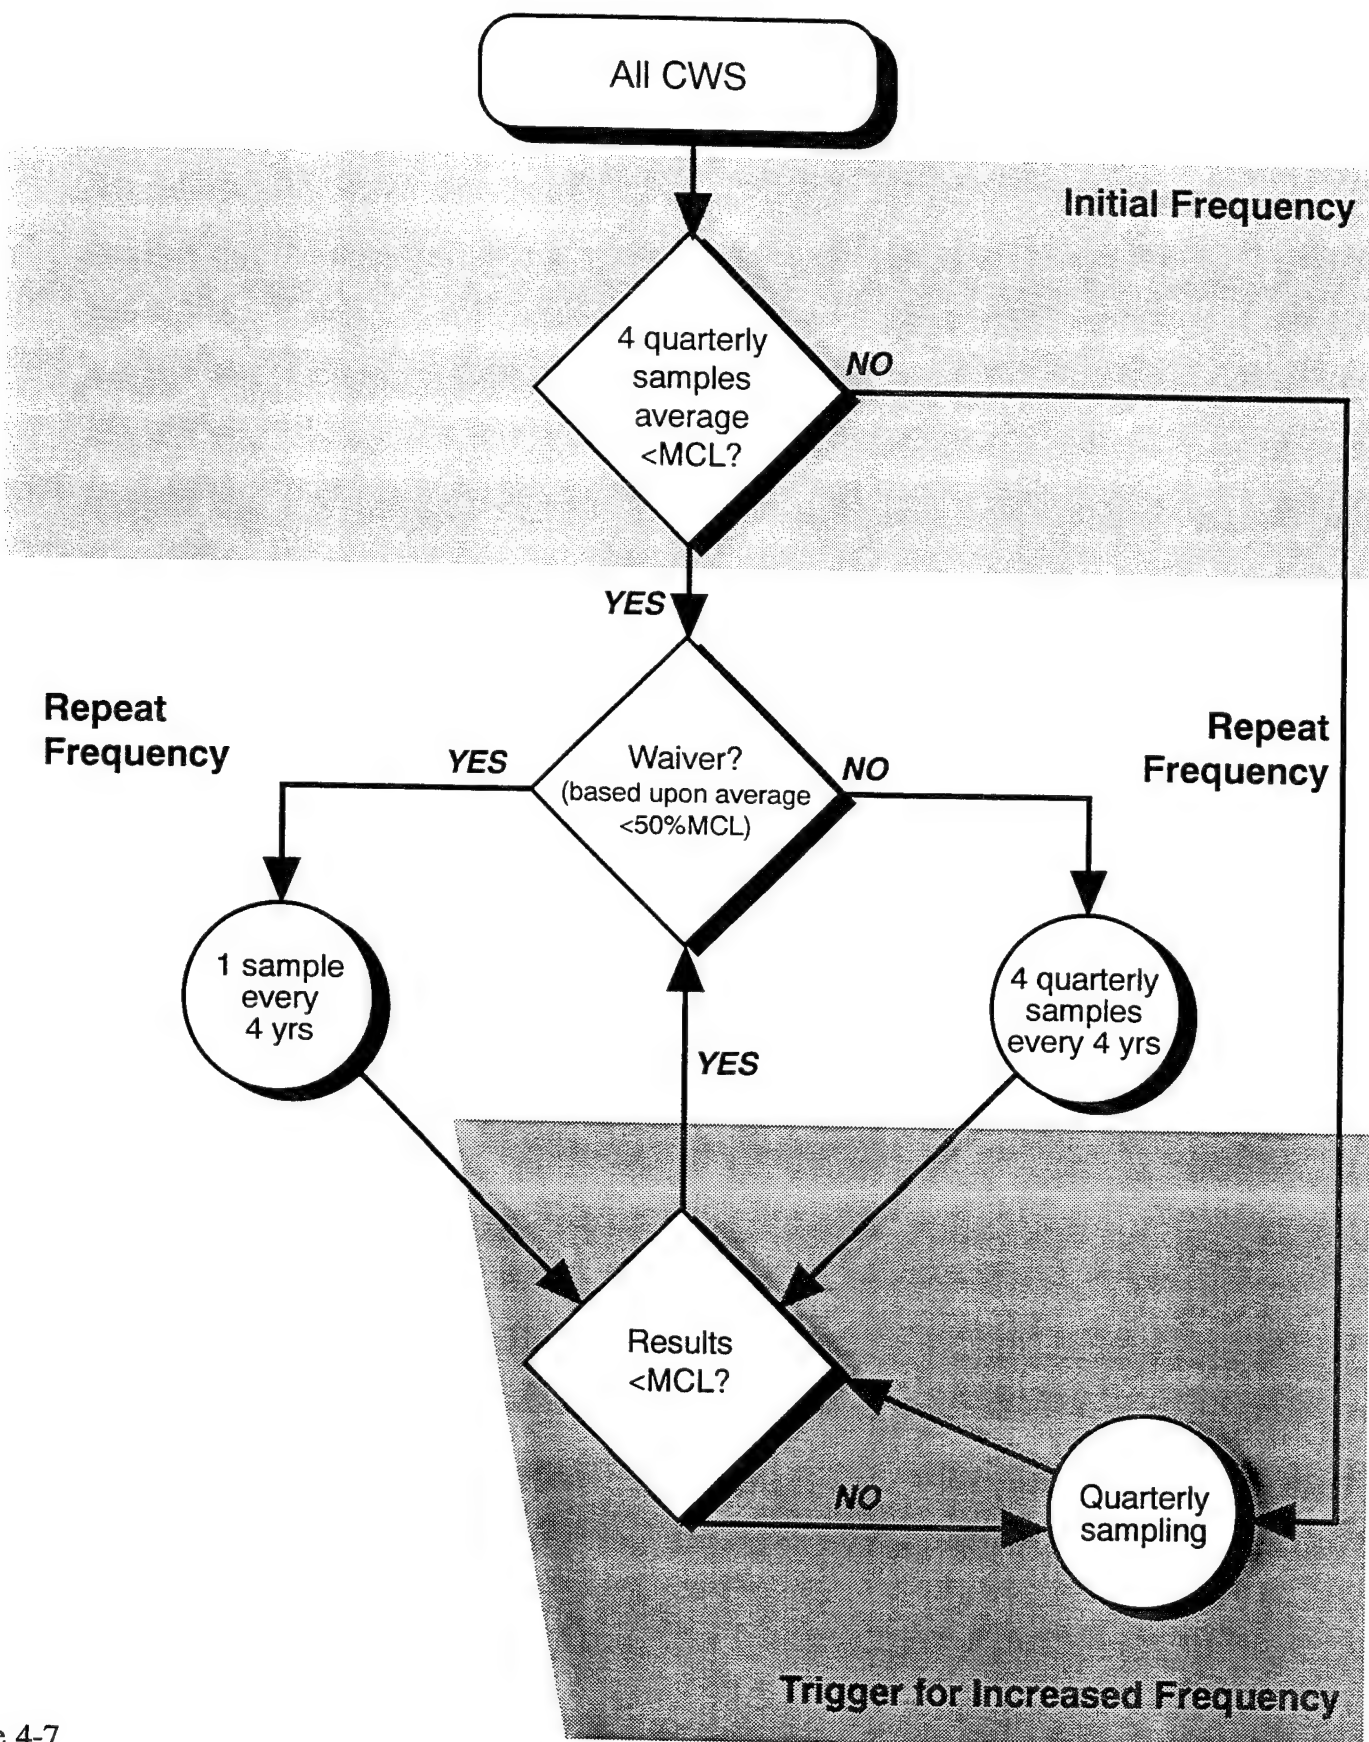 All CWS
Initial Frequency
4 quarterly
samples
average
<MCL?
NO
YES
Repeat
Frequency
YES
Waiver?
(based upon average
<50%MCL)
NO
Repeat
Frequency
1 sample
every
4 yrs
4 quarterly
samples
every 4 yrs
YES
Results
<MCL?
NO
Quarterly
sampling
Trigger for Increased Frequency
4-7